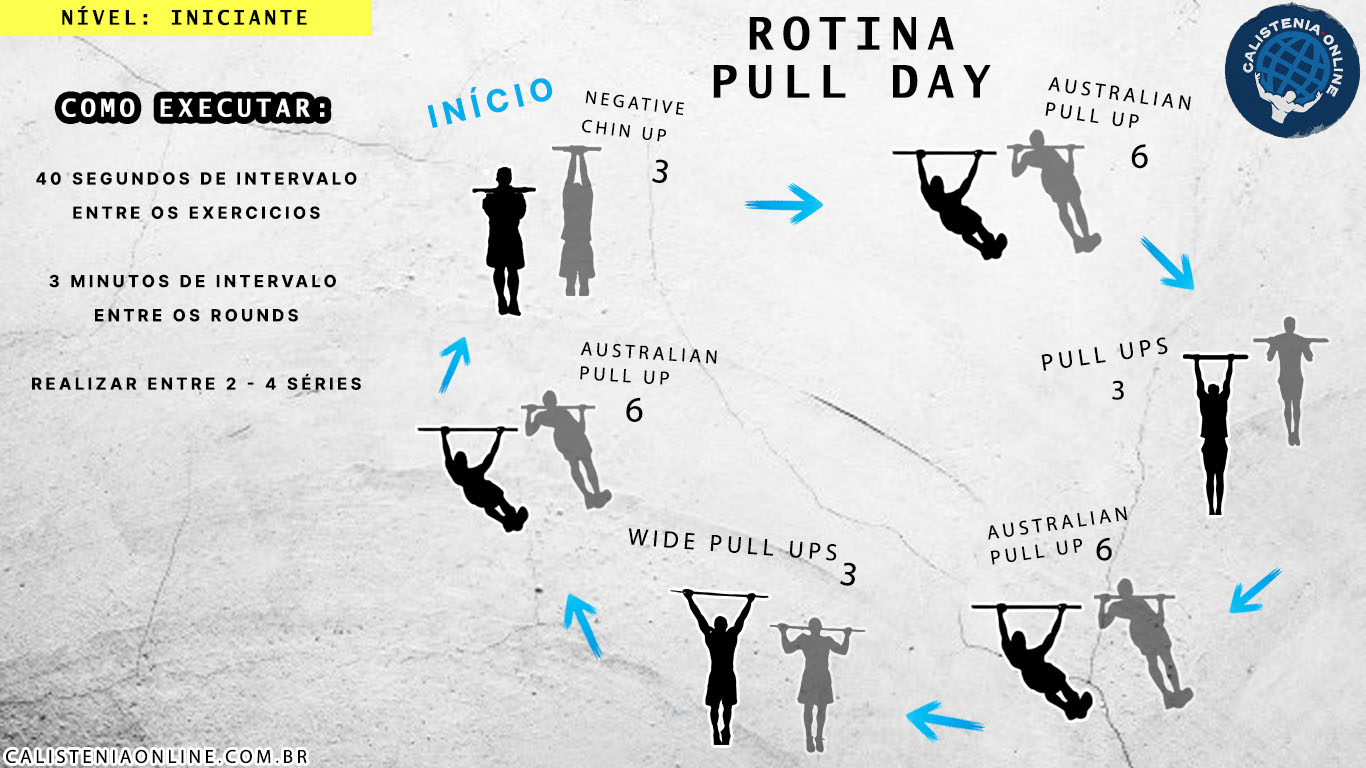 NÍVEL: INICIANTE
ROTINA
PULL DAY
CALISTENIA•ONLINE
COMO EXECUTAR:
40 SEGUNDOS DE INTERVALO
ENTRE OS EXERCICIOS
3 MINUTOS DE INTERVALO
ENTRE OS ROUNDS
REALIZAR ENTRE 2 - 4 SÉRIES
INÍCIO
NEGATIVE
CHIN UP
3
AUSTRALIAN
PULL UP
6
PULL UPS
3
AUSTRALIAN
PULL UP 6
WIDE PULL UPS
3
AUSTRALIAN
PULL UP
6
CALISTENIAONLINE.COM.BR